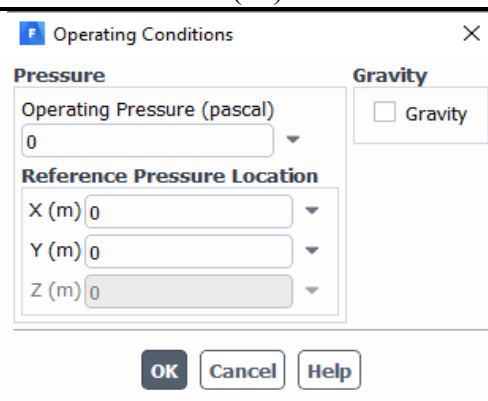 F Operating Conditions
Pressure
Gravity
Operating Pressure (pascal)
0
Gravity
Reference Pressure Location
X (m) 0
Y (m) 0
Z (m) 0
OK Cancel Help